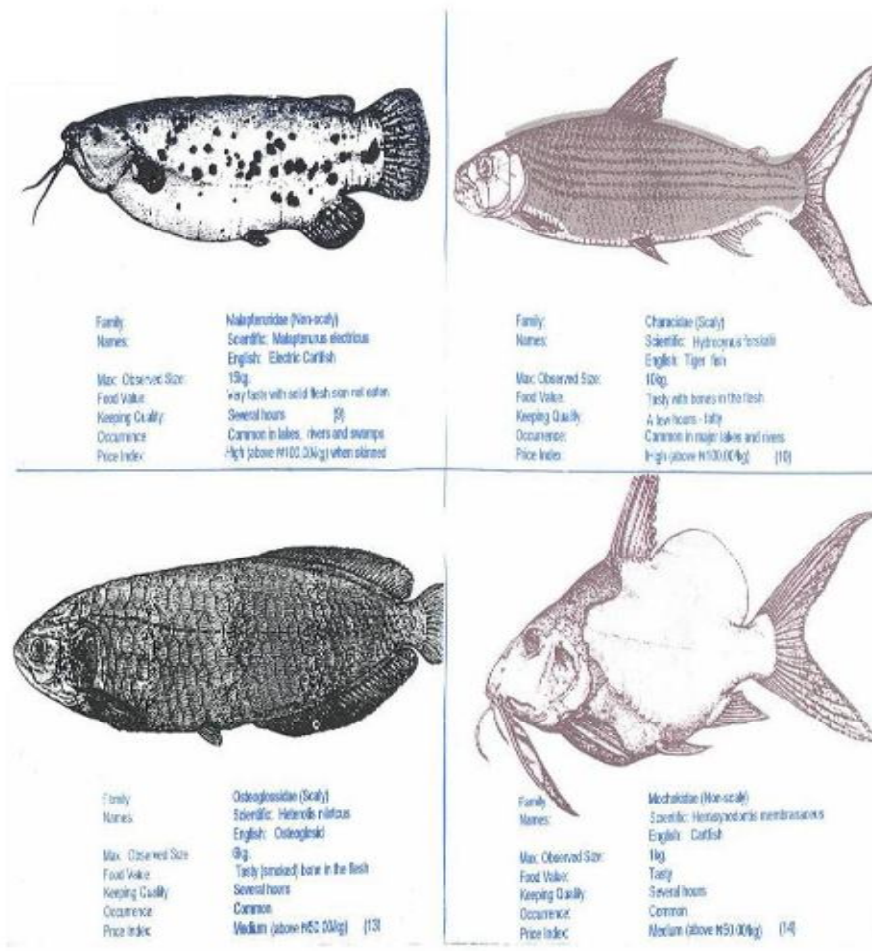 Family: Malapteruridae (Non-scaly)
Names: Scientific: Malapterurus electricus
English: Electric Cartfish
Max: Observed Size: 15kg.
Food Value: Very taste with solid flesh skin not eaten
Keeping Quality: Several hours (9)
Occurrence Common in lakes, rivers and swamps
Price Index: High (above ₦100.00/kg) when skinned
Family: Characidae (Scaly)
Names: Scientific: Hydrocynus forskalii
English: Tiger fish
Max: Observed Size: 10kg.
Food Value: Tasty with bones in the flesh
Keeping Quality: A few hours - fatty
Occurrence: Common in major lakes and rivers
Price Index: High (above ₦100.00/kg) (10)
Family Osteoglossidae (Scaly)
Names Scientific: Heterotis niloticus
English: Osteoglosid
Max: Observed Size 6kg.
Food Value Tasty (smoked) bone in the flesh
Keeping Quality Several hours
Occurrence Common
Price Index: Medium (above ₦50.00/kg) (13)
Family Mochokidae (Non-scaly)
Names: Scientific: Hemisynodontis membranaceus
English: Cartfish
Max: Observed Size: 1kg.
Food Value: Tasty
Keeping Quality: Several hours
Occurrence: Common
Price Index: Medium (above ₦50.00/kg) (14)